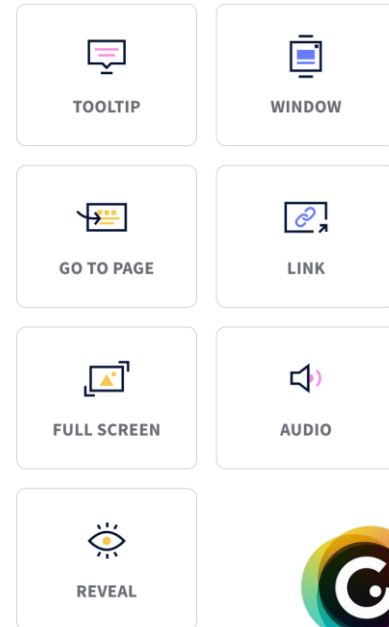 TOOLTIP
WINDOW
GO TO PAGE
LINK
FULL SCREEN
AUDIO
REVEAL